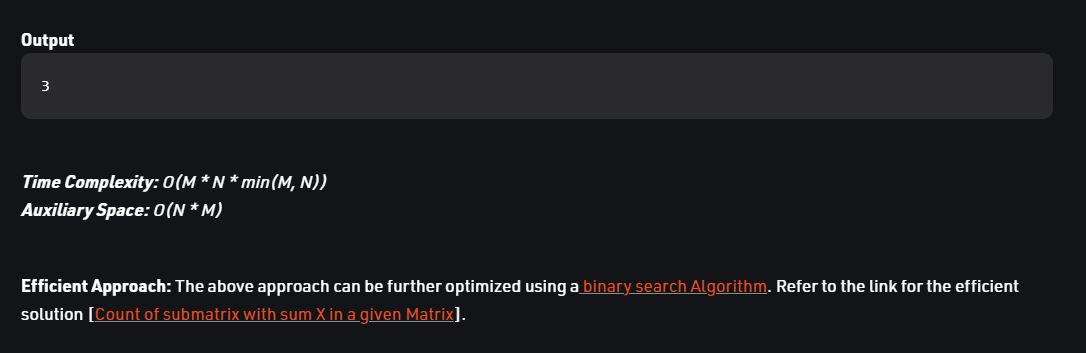 Output
3
Time Complexity: O(M * N * min(M, N))
Auxiliary Space: O(N * M)
Efficient Approach: The above approach can be further optimized using a binary search Algorithm. Refer to the link for the efficient
solution [Count of submatrix with sum X in a given Matrix].